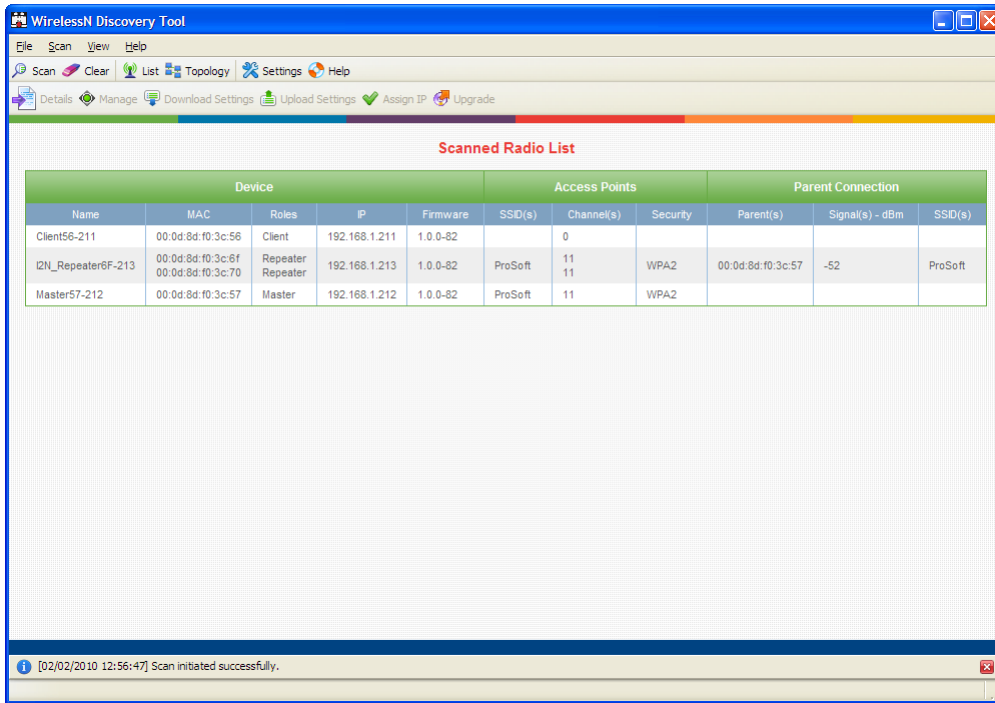 WirelessN Discovery Tool
File Scan View Help
Scan Clear List Topology Settings Help
Details Manage Download Settings Upload Settings Assign IP Upgrade
Scanned Radio List
Device Access Points Parent Connection
Name MAC Roles IP Firmware SSID(s) Channel(s) Security Parent(s) Signal(s) - dBm SSID(s)
Client56-211 00:0d:8d:f0:3c:56 Client 192.168.1.211 1.0.0-82 0
I2N_Repeater6F-213 00:0d:8d:f0:3c:6f Repeater 192.168.1.213 1.0.0-82 ProSoft 11 WPA2 00:0d:8d:f0:3c:57 -52 ProSoft
00:0d:8d:f0:3c:70 Repeater 11
Master57-212 00:0d:8d:f0:3c:57 Master 192.168.1.212 1.0.0-82 ProSoft 11 WPA2
[02/02/2010 12:56:47] Scan initiated successfully.